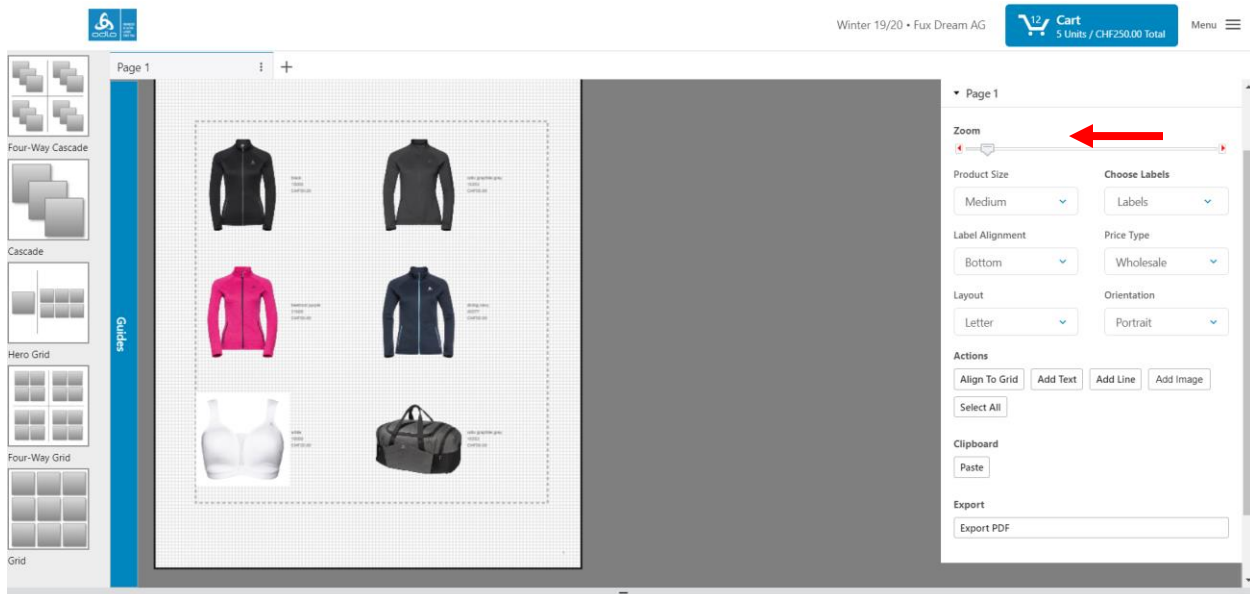 odlo
Winter 19/20 • Fux Dream AG
12
Cart
5 Units / CHF250.00 Total
Menu
Page 1
Four-Way Cascade
Cascade
Hero Grid
Four-Way Grid
Grid
Guides
black
white
Page 1
Zoom
Product Size
Choose Labels
Medium
Labels
Label Alignment
Price Type
Bottom
Wholesale
Layout
Orientation
Letter
Portrait
Actions
Align To Grid
Add Text
Add Line
Add Image
Select All
Clipboard
Paste
Export
Export PDF